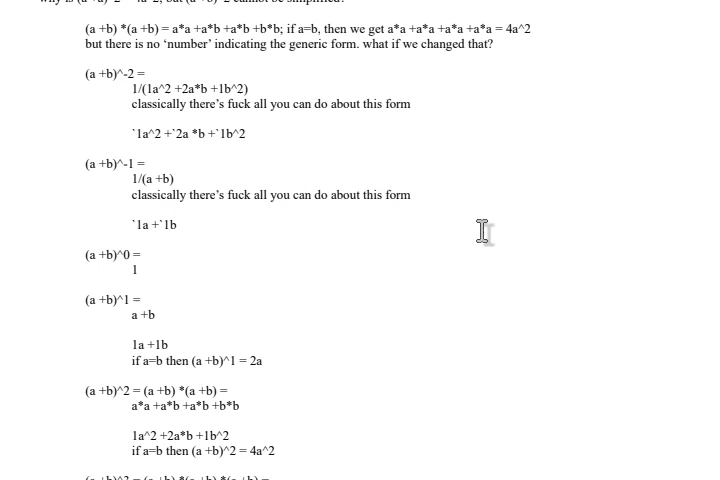 (a +b) *(a +b) = a*a +a*b +a*b +b*b; if a=b, then we get a*a +a*a +a*a +a*a = 4a^2
but there is no ‘number’ indicating the generic form. what if we changed that?
(a +b)^-2 =
1/(1a^2 +2a*b +1b^2)
classically there’s fuck all you can do about this form
`1a^2 +`2a *b +`1b^2
(a +b)^-1 =
1/(a +b)
classically there’s fuck all you can do about this form
`1a +`1b
(a +b)^0 =
1
(a +b)^1 =
a +b
1a +1b
if a=b then (a +b)^1 = 2a
(a +b)^2 = (a +b) *(a +b) =
a*a +a*b +a*b +b*b
1a^2 +2a*b +1b^2
if a=b then (a +b)^2 = 4a^2